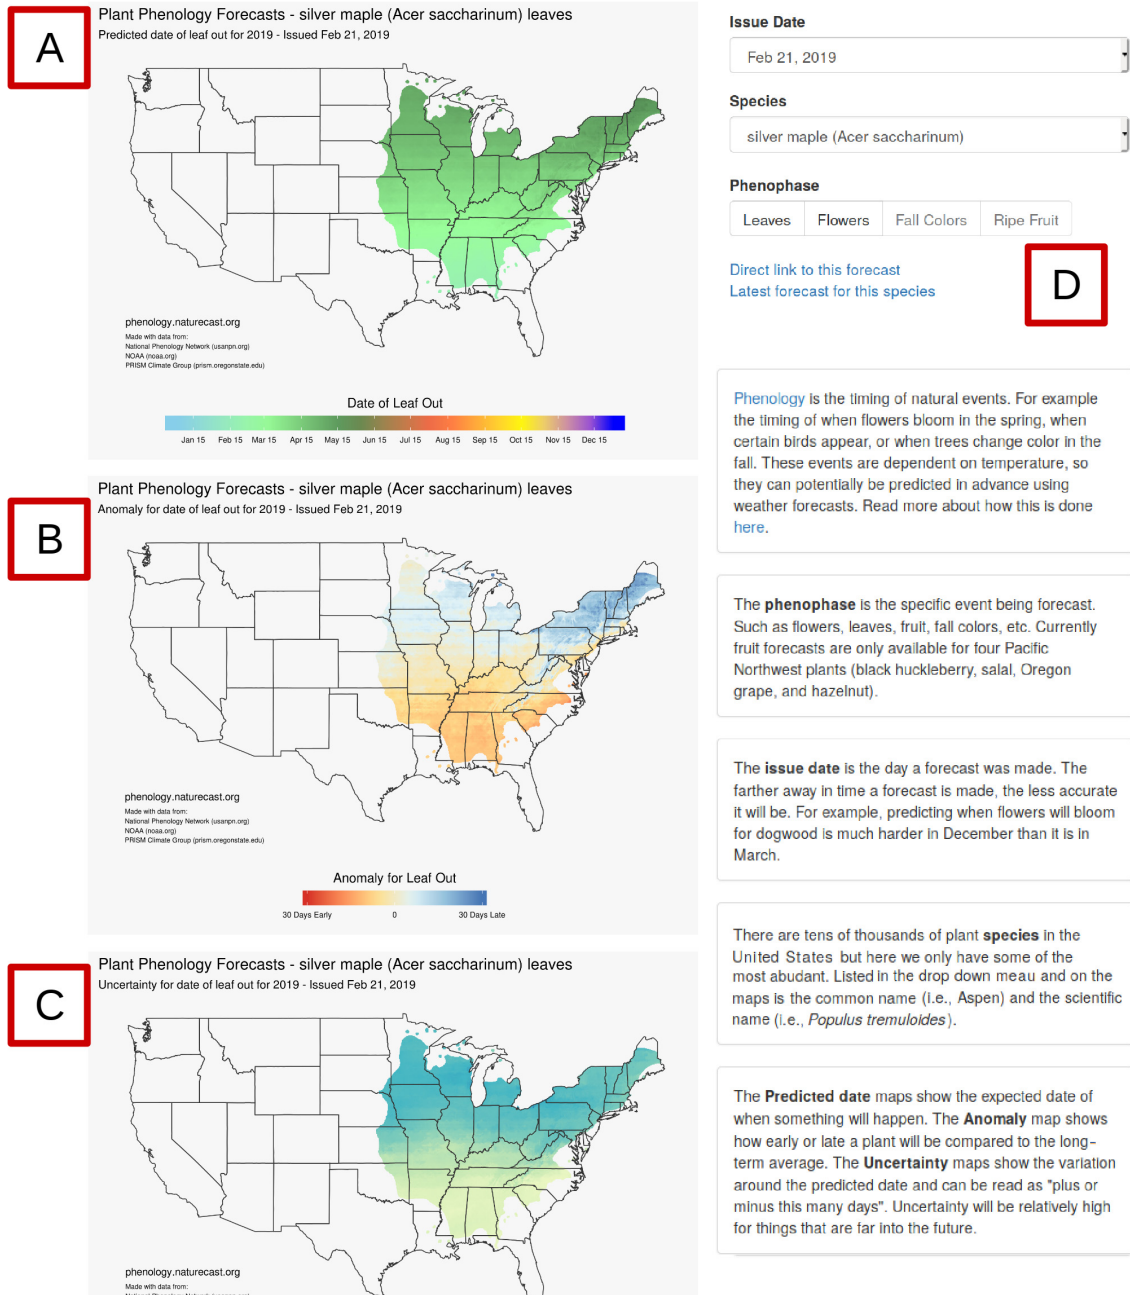 A
Plant Phenology Forecasts - silver maple (Acer saccharinum) leaves
Predicted date of leaf out for 2019 - Issued Feb 21, 2019
phenology.naturecast.org
Made with data from:
National Phenology Network (usanpn.org)
NOAA (noaa.org)
PRISM Climate Group (prism.oregonstate.edu)
Date of Leaf Out
Jan 15 Feb 15 Mar 15 Apr 15 May 15 Jun 15 Jul 15 Aug 15 Sep 15 Oct 15 Nov 15 Dec 15
B
Plant Phenology Forecasts - silver maple (Acer saccharinum) leaves
Anomaly for date of leaf out for 2019 - Issued Feb 21, 2019
phenology.naturecast.org
Made with data from:
National Phenology Network (usanpn.org)
NOAA (noaa.org)
PRISM Climate Group (prism.oregonstate.edu)
Anomaly for Leaf Out
30 Days Early 0 30 Days Late
C
Plant Phenology Forecasts - silver maple (Acer saccharinum) leaves
Uncertainty for date of leaf out for 2019 - Issued Feb 21, 2019
phenology.naturecast.org
Made with data from:
Issue Date
Feb 21, 2019
Species
silver maple (Acer saccharinum)
Phenophase
Leaves Flowers Fall Colors Ripe Fruit
Direct link to this forecast
Latest forecast for this species
D
Phenology is the timing of natural events. For example
the timing of when flowers bloom in the spring, when
certain birds appear, or when trees change color in the
fall. These events are dependent on temperature, so
they can potentially be predicted in advance using
weather forecasts. Read more about how this is done
here.
The phenophase is the specific event being forecast.
Such as flowers, leaves, fruit, fall colors, etc. Currently
fruit forecasts are only available for four Pacific
Northwest plants (black huckleberry, salal, Oregon
grape, and hazelnut).
The issue date is the day a forecast was made. The
farther away in time a forecast is made, the less accurate
it will be. For example, predicting when flowers will bloom
for dogwood is much harder in December than it is in
March.
There are tens of thousands of plant species in the
United States but here we only have some of the
most abudant. Listed in the drop down meau and on the
maps is the common name (i.e., Aspen) and the scientific
name (i.e., Populus tremuloides).
The Predicted date maps show the expected date of
when something will happen. The Anomaly map shows
how early or late a plant will be compared to the long-
term average. The Uncertainty maps show the variation
around the predicted date and can be read as "plus or
minus this many days". Uncertainty will be relatively high
for things that are far into the future.